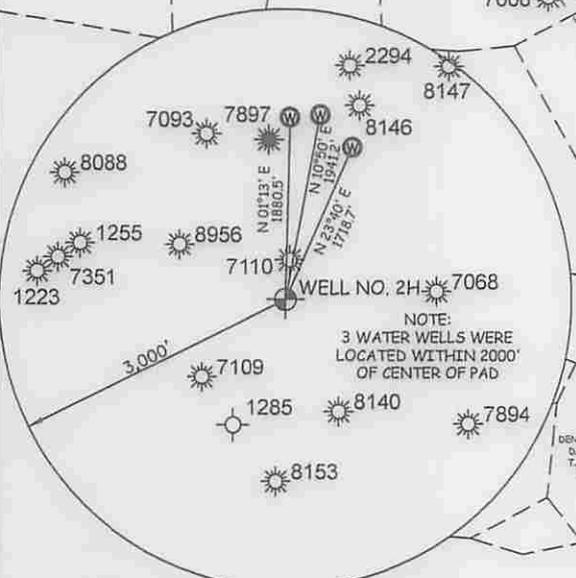 2294
8147
7093
7897
8146
8088
N 01°13' E
1880.5'
N 10°50' E
1941.2'
N 23°40' E
1718.7'
1255
8956
7351
1223
7110
WELL NO. 2H
7068
NOTE:
3 WATER WELLS WERE
LOCATED WITHIN 2000'
OF CENTER OF PAD
3,000'
7109
1285
8140
7894
8153
W
W
W